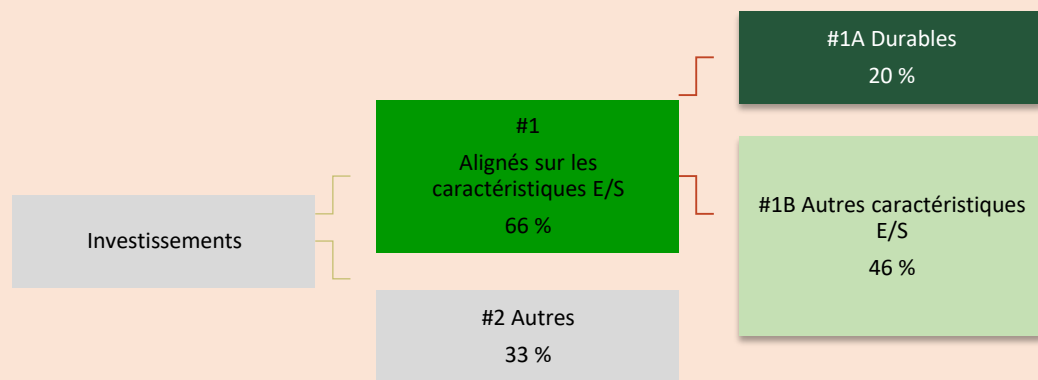 Investissements
#1
Alignés sur les
caractéristiques E/S
66 %
#2 Autres
33 %
#1A Durables
20 %
#1B Autres caractéristiques
E/S
46 %